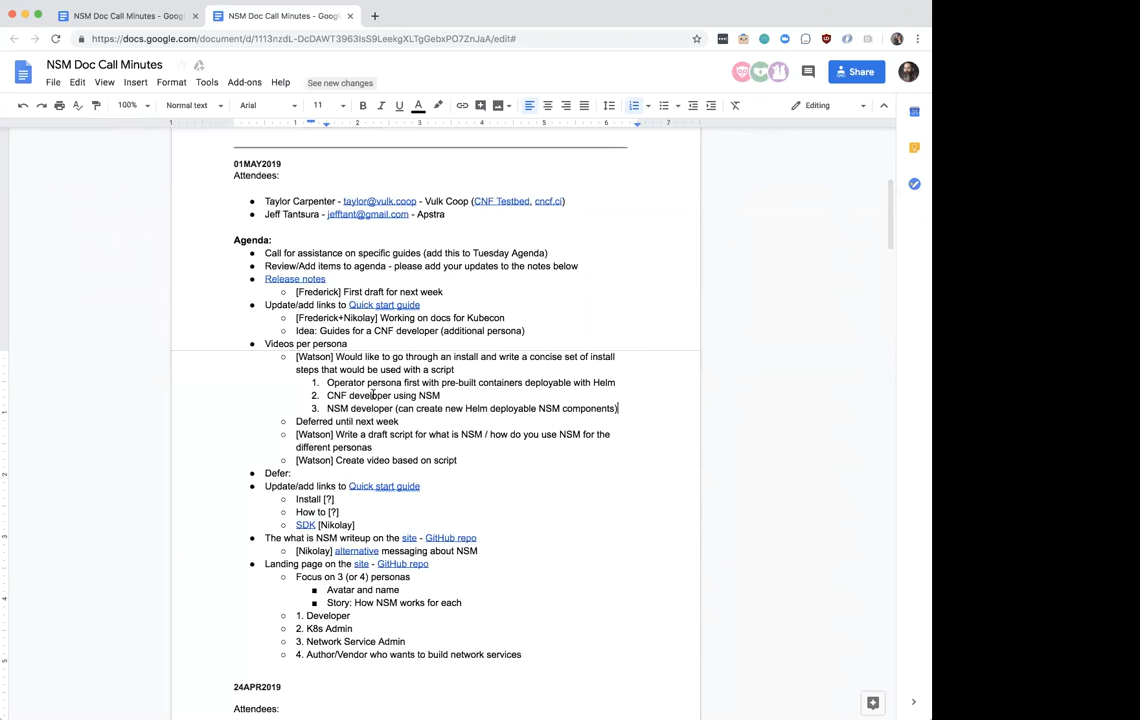 NSM Doc Call Minutes - Goog
NSM Doc Call Minutes - Goog
https://docs.google.com/document/d/1113nzdL-DcDAWT3963IsS9LeekgXLTgGebxPO7ZnJaA/edit#
NSM Doc Call Minutes
File Edit View Insert Format Tools Add-ons Help See new changes
Share
100% Normal text Arial 11 Editing
1 1 2 3 4 5 6 7
01MAY2019
Attendees:
● Taylor Carpenter - taylor@vulk.coop - Vulk Coop (CNF Testbed, cncf.ci)
● Jeff Tantsura - jefftant@gmail.com - Apstra
Agenda:
● Call for assistance on specific guides (add this to Tuesday Agenda)
● Review/Add items to agenda - please add your updates to the notes below
● Release notes
○ [Frederick] First draft for next week
● Update/add links to Quick start guide
○ [Frederick+Nikolay] Working on docs for Kubecon
○ Idea: Guides for a CNF developer (additional persona)
● Videos per persona
○ [Watson] Would like to go through an install and write a concise set of install
steps that would be used with a script
1. Operator persona first with pre-built containers deployable with Helm
2. CNF developer using NSM
3. NSM developer (can create new Helm deployable NSM components)
○ Deferred until next week
○ [Watson] Write a draft script for what is NSM / how do you use NSM for the
different personas
○ [Watson] Create video based on script
● Defer:
● Update/add links to Quick start guide
○ Install [?]
○ How to [?]
○ SDK [Nikolay]
● The what is NSM writeup on the site - GitHub repo
○ [Nikolay] alternative messaging about NSM
● Landing page on the site - GitHub repo
○ Focus on 3 (or 4) personas
■ Avatar and name
■ Story: How NSM works for each
○ 1. Developer
○ 2. K8s Admin
○ 3. Network Service Admin
○ 4. Author/Vendor who wants to build network services
24APR2019
Attendees: